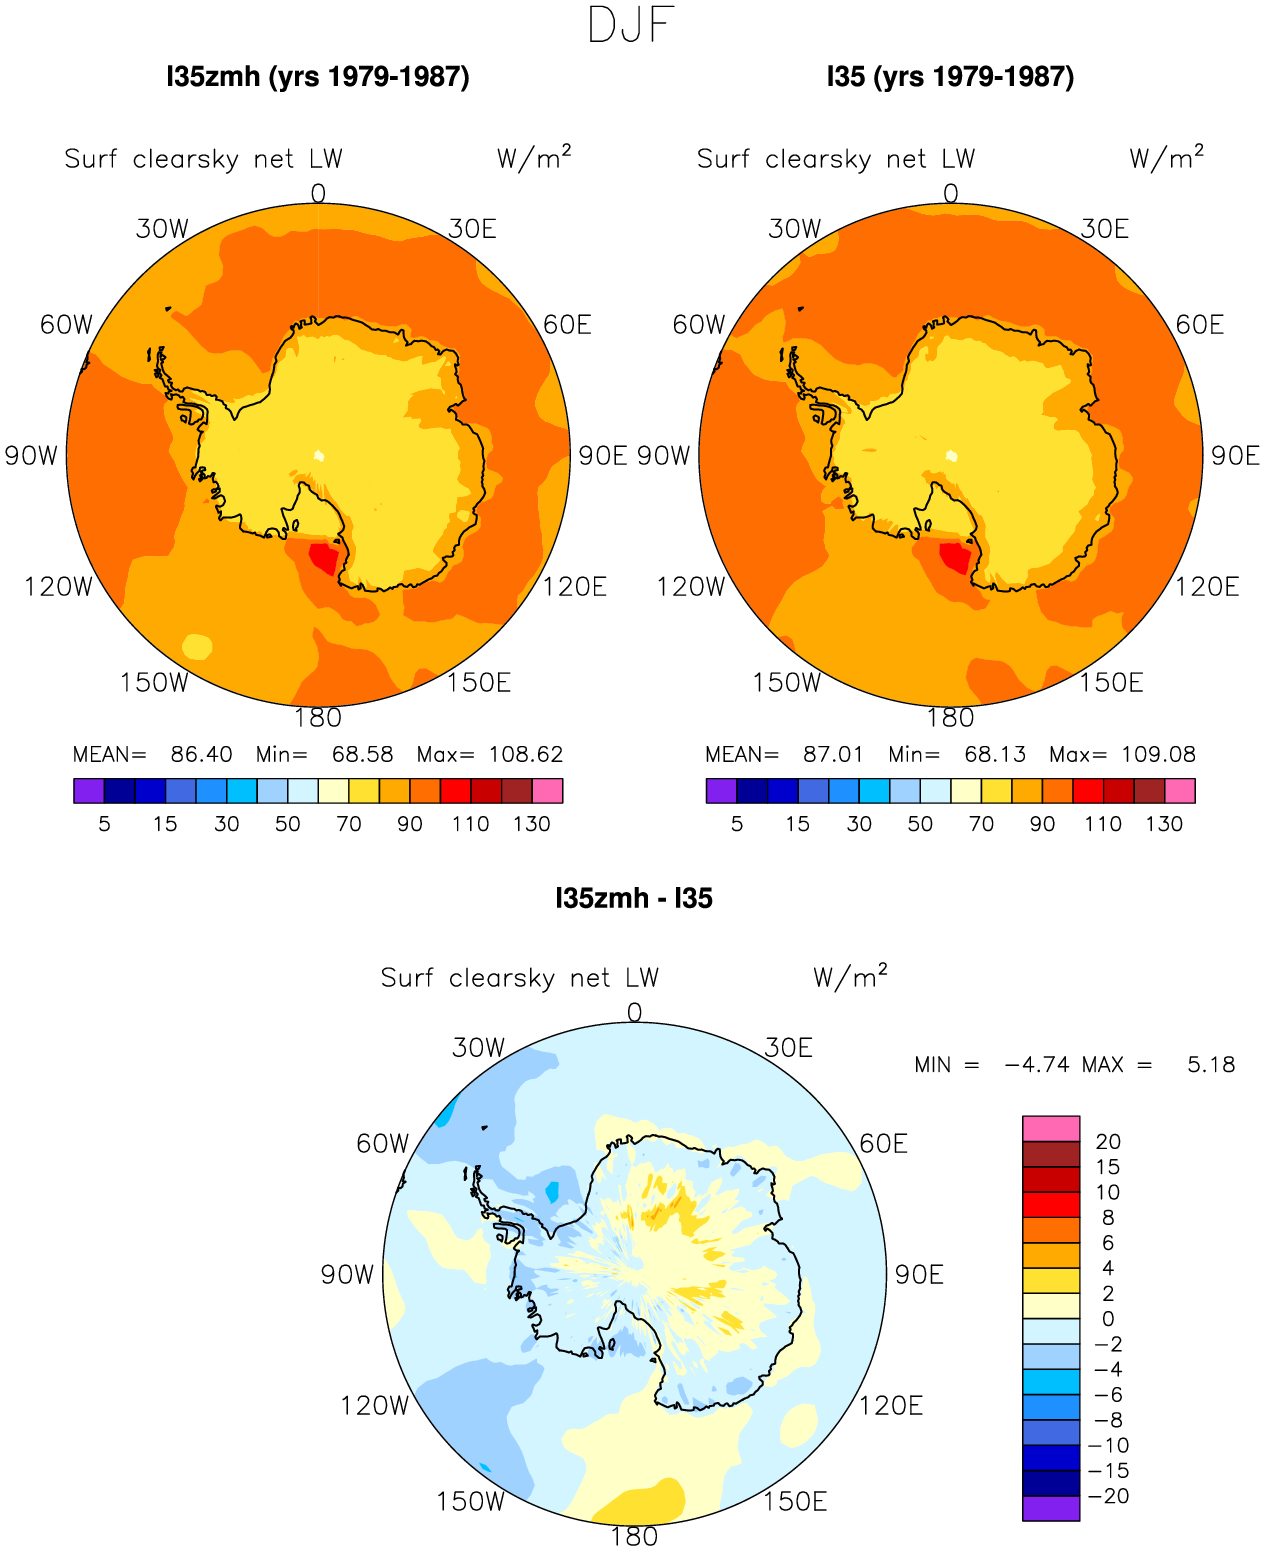 DJF
I35zmh (yrs 1979-1987)
I35 (yrs 1979-1987)
Surf clearsky net LW W/m²
Surf clearsky net LW W/m²
0
30W 30E
60W 60E
90W 90E
120W 120E
150W 150E
180
0
30W 30E
60W 60E
90W 90E
120W 120E
150W 150E
180
MEAN= 86.40 Min= 68.58 Max= 108.62
MEAN= 87.01 Min= 68.13 Max= 109.08
5 15 30 50 70 90 110 130
5 15 30 50 70 90 110 130
I35zmh - I35
Surf clearsky net LW W/m²
0
30W 30E
60W 60E
90W 90E
120W 120E
150W 150E
180
MIN = −4.74 MAX = 5.18
20
15
10
8
6
4
2
0
−2
−4
−6
−8
−10
−15
−20